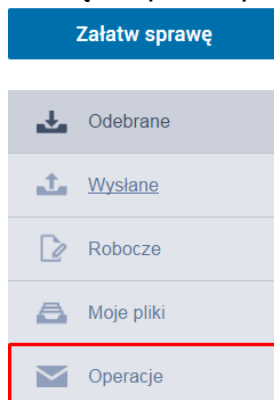 Załatw sprawę
Odebrane
Wysłane
Robocze
Moje pliki
Operacje